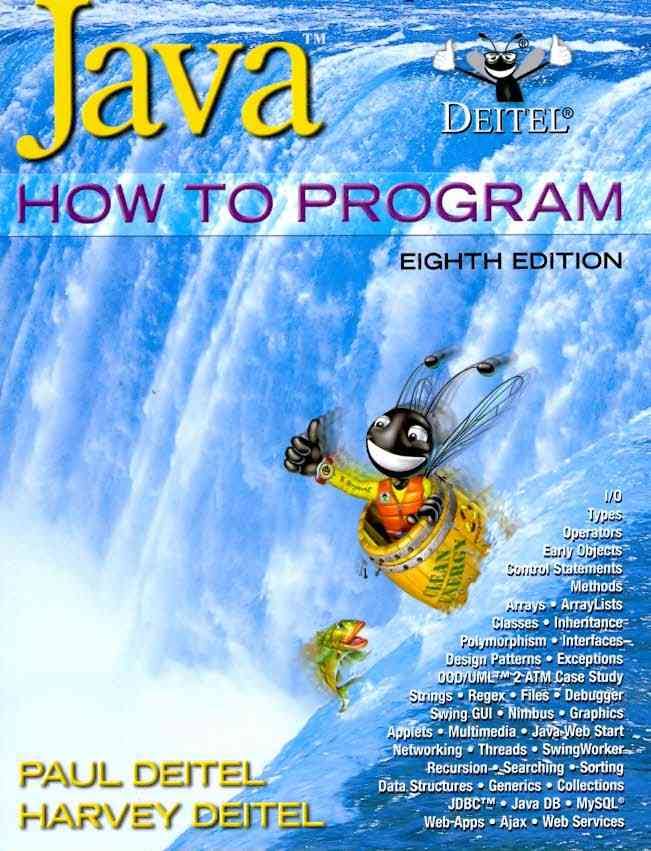 Java™
DEITEL®
HOW TO PROGRAM
EIGHTH EDITION
CLEAN
ENERGY
I/O
Types
Operators
Early Objects
Control Statements
Methods
Arrays • ArrayLists
Classes • Inheritance
Polymorphism • Interfaces
Design Patterns • Exceptions
OOD/UML™ 2 ATM Case Study
Strings • Regex • Files • Debugger
Swing GUI • Nimbus • Graphics
Applets • Multimedia • Java Web Start
Networking • Threads • SwingWorker
Recursion • Searching • Sorting
Data Structures • Generics • Collections
JDBC™ • Java DB • MySQL®
Web Apps • Ajax • Web Services
PAUL DEITEL
HARVEY DEITEL